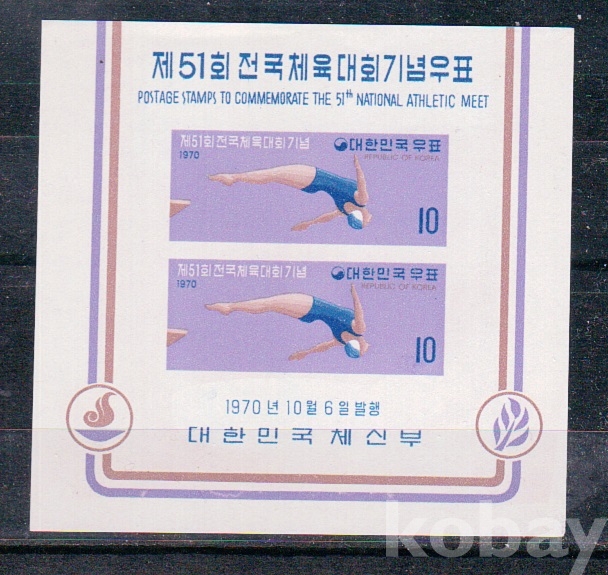 제51회 전국체육대회기념우표
POSTAGE STAMPS TO COMMEMORATE THE 51th NATIONAL ATHLETIC MEET
제51회전국체육대회기념
1970
대한민국우표
REPUBLIC OF KOREA
10
제51회전국체육대회기념
1970
대한민국우표
REPUBLIC OF KOREA
10
1970년 10월 6일 발행
대한민국체신부
kobay